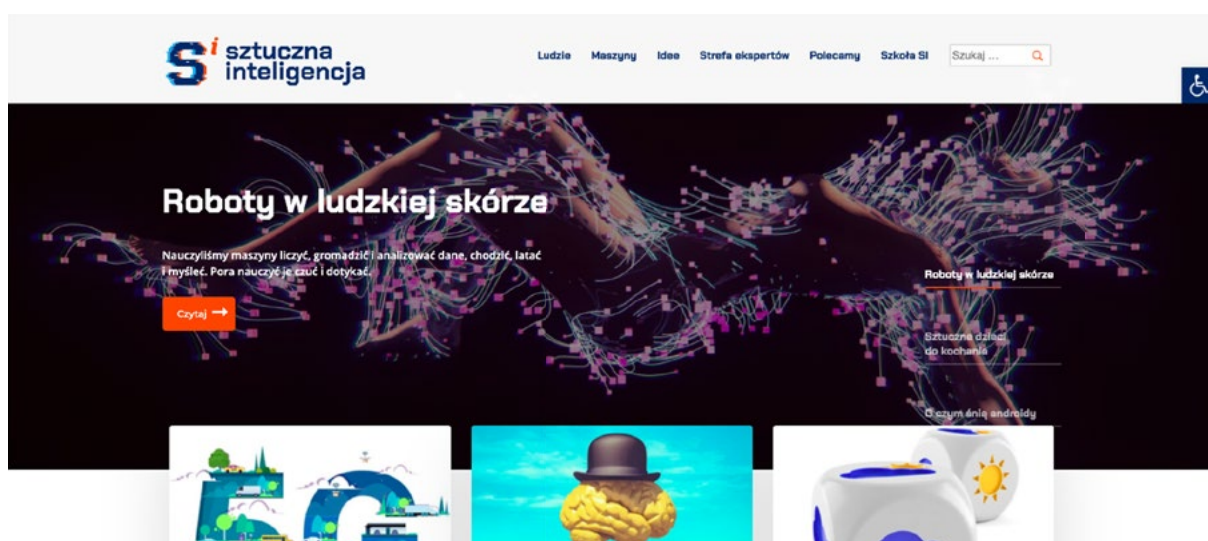 Si sztuczna
inteligencja
Ludzie Maszyny Idee Strefa ekspertów Polecamy Szkoła SI Szukaj ...
Roboty w ludzkiej skórze
Nauczyliśmy maszyny liczyć, gromadzić i analizować dane, chodzić, latać
i myśleć. Pora nauczyć je czuć i dotykać.
Czytaj →
Roboty w ludzkiej skórze
Sztuczne dzieci
do kochania
O czym śnią androidy
5G